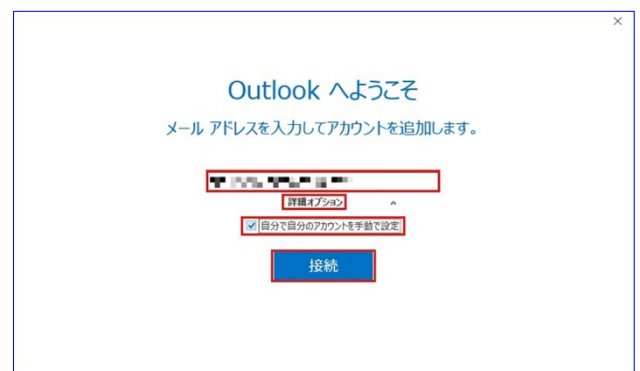 Outlook へようこそ
メール アドレスを入力してアカウントを追加します。
詳細オプション
自分で自分のアカウントを手動で設定
接続